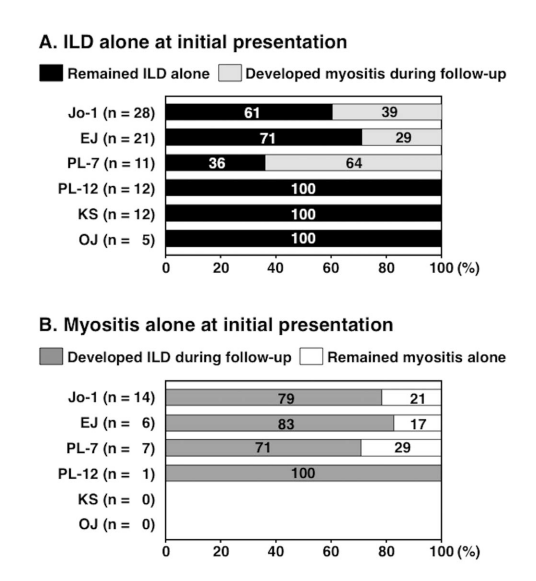 A. ILD alone at initial presentation
Remained ILD alone Developed myositis during follow-up
Jo-1 (n = 28) 61 39
EJ (n = 21) 71 29
PL-7 (n = 11) 36 64
PL-12 (n = 12) 100
KS (n = 12) 100
OJ (n = 5) 100
0 20 40 60 80 100 (%)
B. Myositis alone at initial presentation
Developed ILD during follow-up Remained myositis alone
Jo-1 (n = 14) 79 21
EJ (n = 6) 83 17
PL-7 (n = 7) 71 29
PL-12 (n = 1) 100
KS (n = 0)
OJ (n = 0)
0 20 40 60 80 100 (%)